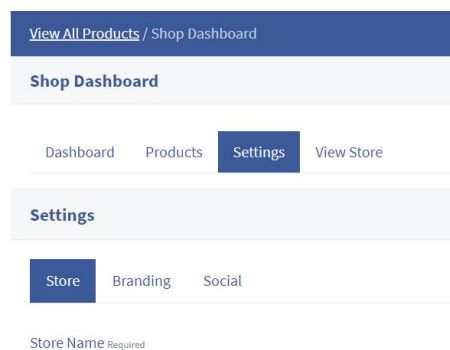 View All Products / Shop Dashboard
Shop Dashboard
Dashboard Products Settings View Store
Settings
Store Branding Social
Store Name Required